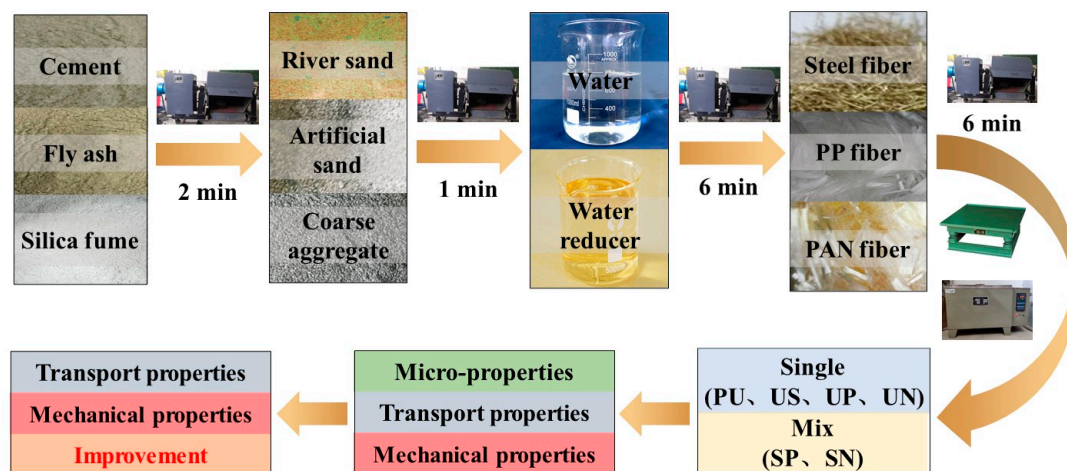 Cement
Fly ash
Silica fume
2 min
River sand
Artificial
sand
Coarse
aggregate
1 min
Water
Water
reducer
6 min
Steel fiber
PP fiber
PAN fiber
6 min
Single
(PU、US、UP、UN)
Mix
(SP、SN)
Micro-properties
Transport properties
Mechanical properties
Transport properties
Mechanical properties
Improvement